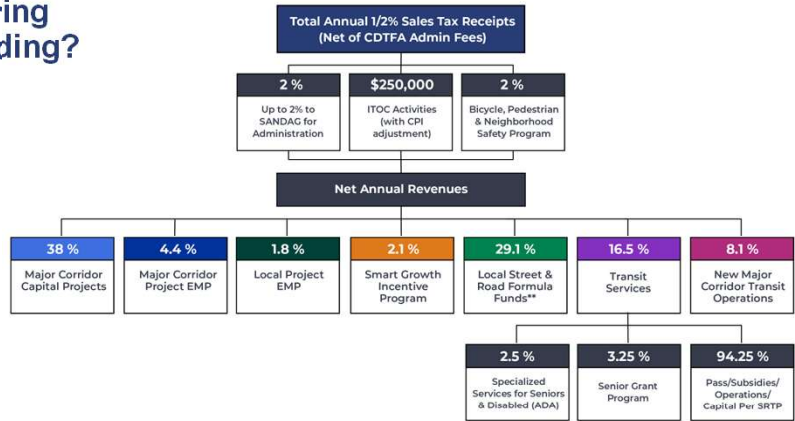 ring
ding?
Total Annual 1/2% Sales Tax Receipts
(Net of CDTFA Admin Fees)
2 %
Up to 2% to
SANDAG for
Administration
$250,000
ITOC Activities
(with CPI
adjustment)
2 %
Bicycle, Pedestrian
& Neighborhood
Safety Program
Net Annual Revenues
38 %
Major Corridor
Capital Projects
4.4 %
Major Corridor
Project EMP
1.8 %
Local Project
EMP
2.1 %
Smart Growth
Incentive
Program
29.1 %
Local Street &
Road Formula
Funds**
16.5 %
Transit
Services
8.1 %
New Major
Corridor Transit
Operations
2.5 %
Specialized
Services for Seniors
& Disabled (ADA)
3.25 %
Senior Grant
Program
94.25 %
Pass/Subsidies/
Operations/
Capital Per SRTP